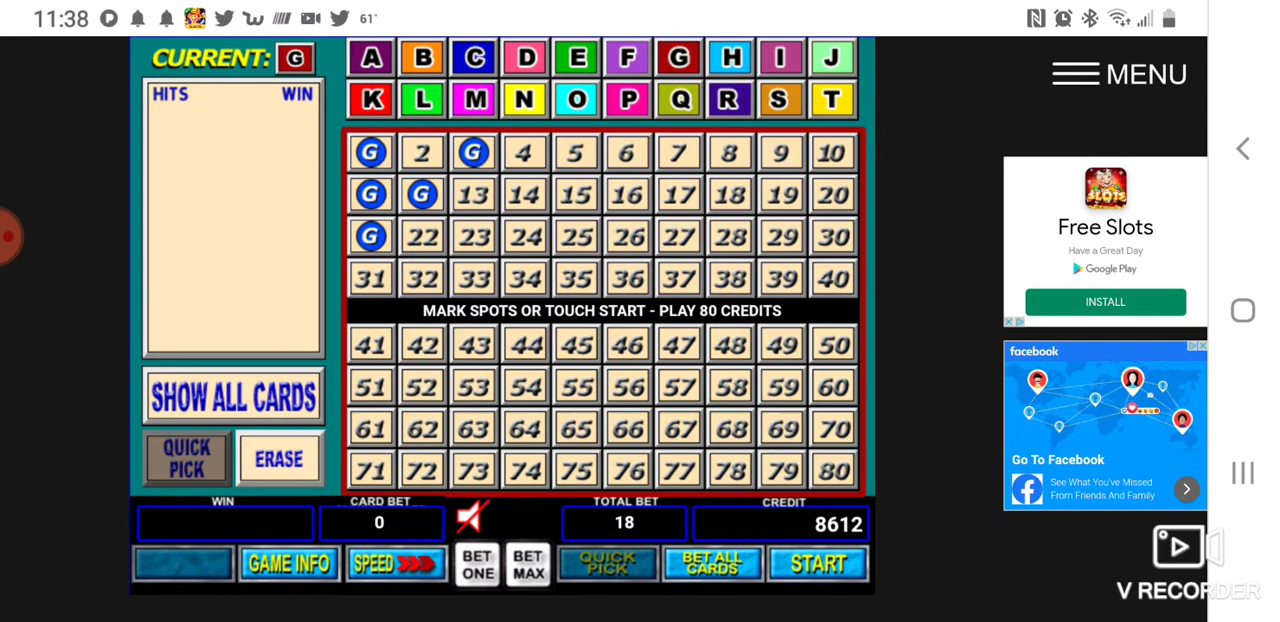 11:38 61°
CURRENT: G
HITS WIN
A B C D E F G H I J
K L M N O P Q R S T
G 2 G 4 5 6 7 8 9 10
G G 13 14 15 16 17 18 19 20
G 22 23 24 25 26 27 28 29 30
31 32 33 34 35 36 37 38 39 40
MARK SPOTS OR TOUCH START - PLAY 80 CREDITS
41 42 43 44 45 46 47 48 49 50
51 52 53 54 55 56 57 58 59 60
61 62 63 64 65 66 67 68 69 70
71 72 73 74 75 76 77 78 79 80
SHOW ALL CARDS
QUICK
PICK
ERASE
WIN CARD BET TOTAL BET CREDIT
0 18 8612
GAME INFO SPEED
BET
ONE
BET
MAX
QUICK
PICK
BET ALL
CARDS
START
MENU
SLOTS
Free Slots
Have a Great Day
Google Play
INSTALL
facebook
Go To Facebook
See What You've Missed
From Friends And Family
V RECORDER